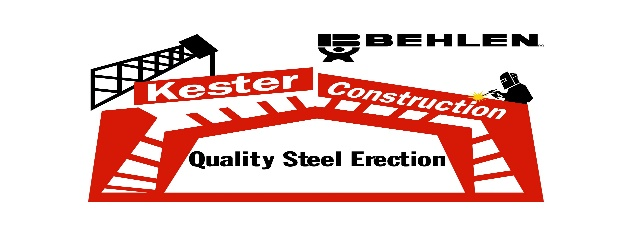 BEHLEN
Kester Construction
Quality Steel Erection